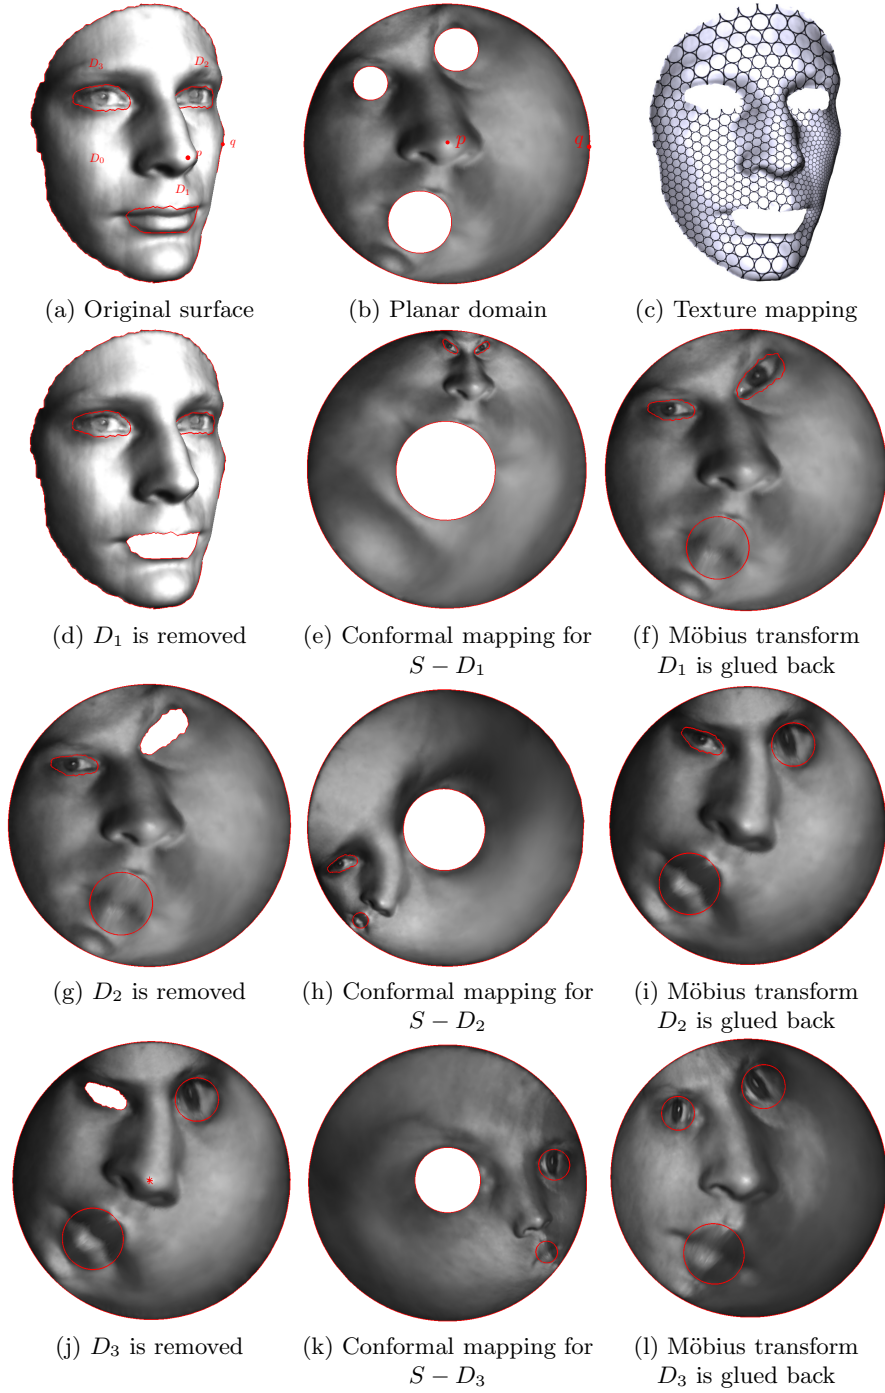 D₃
D₂
D₀
p
q
D₁
p
q
(a) Original surface
(b) Planar domain
(c) Texture mapping
(d) D₁ is removed
(e) Conformal mapping for
S − D₁
(f) Möbius transform
D₁ is glued back
(g) D₂ is removed
(h) Conformal mapping for
S − D₂
(i) Möbius transform
D₂ is glued back
(j) D₃ is removed
(k) Conformal mapping for
S − D₃
(l) Möbius transform
D₃ is glued back